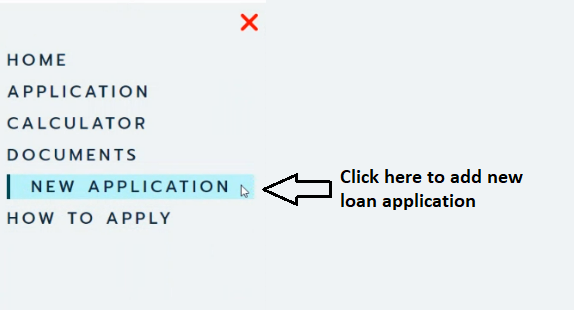 HOME
APPLICATION
CALCULATOR
DOCUMENTS
NEW APPLICATION
Click here to add new
loan application
HOW TO APPLY